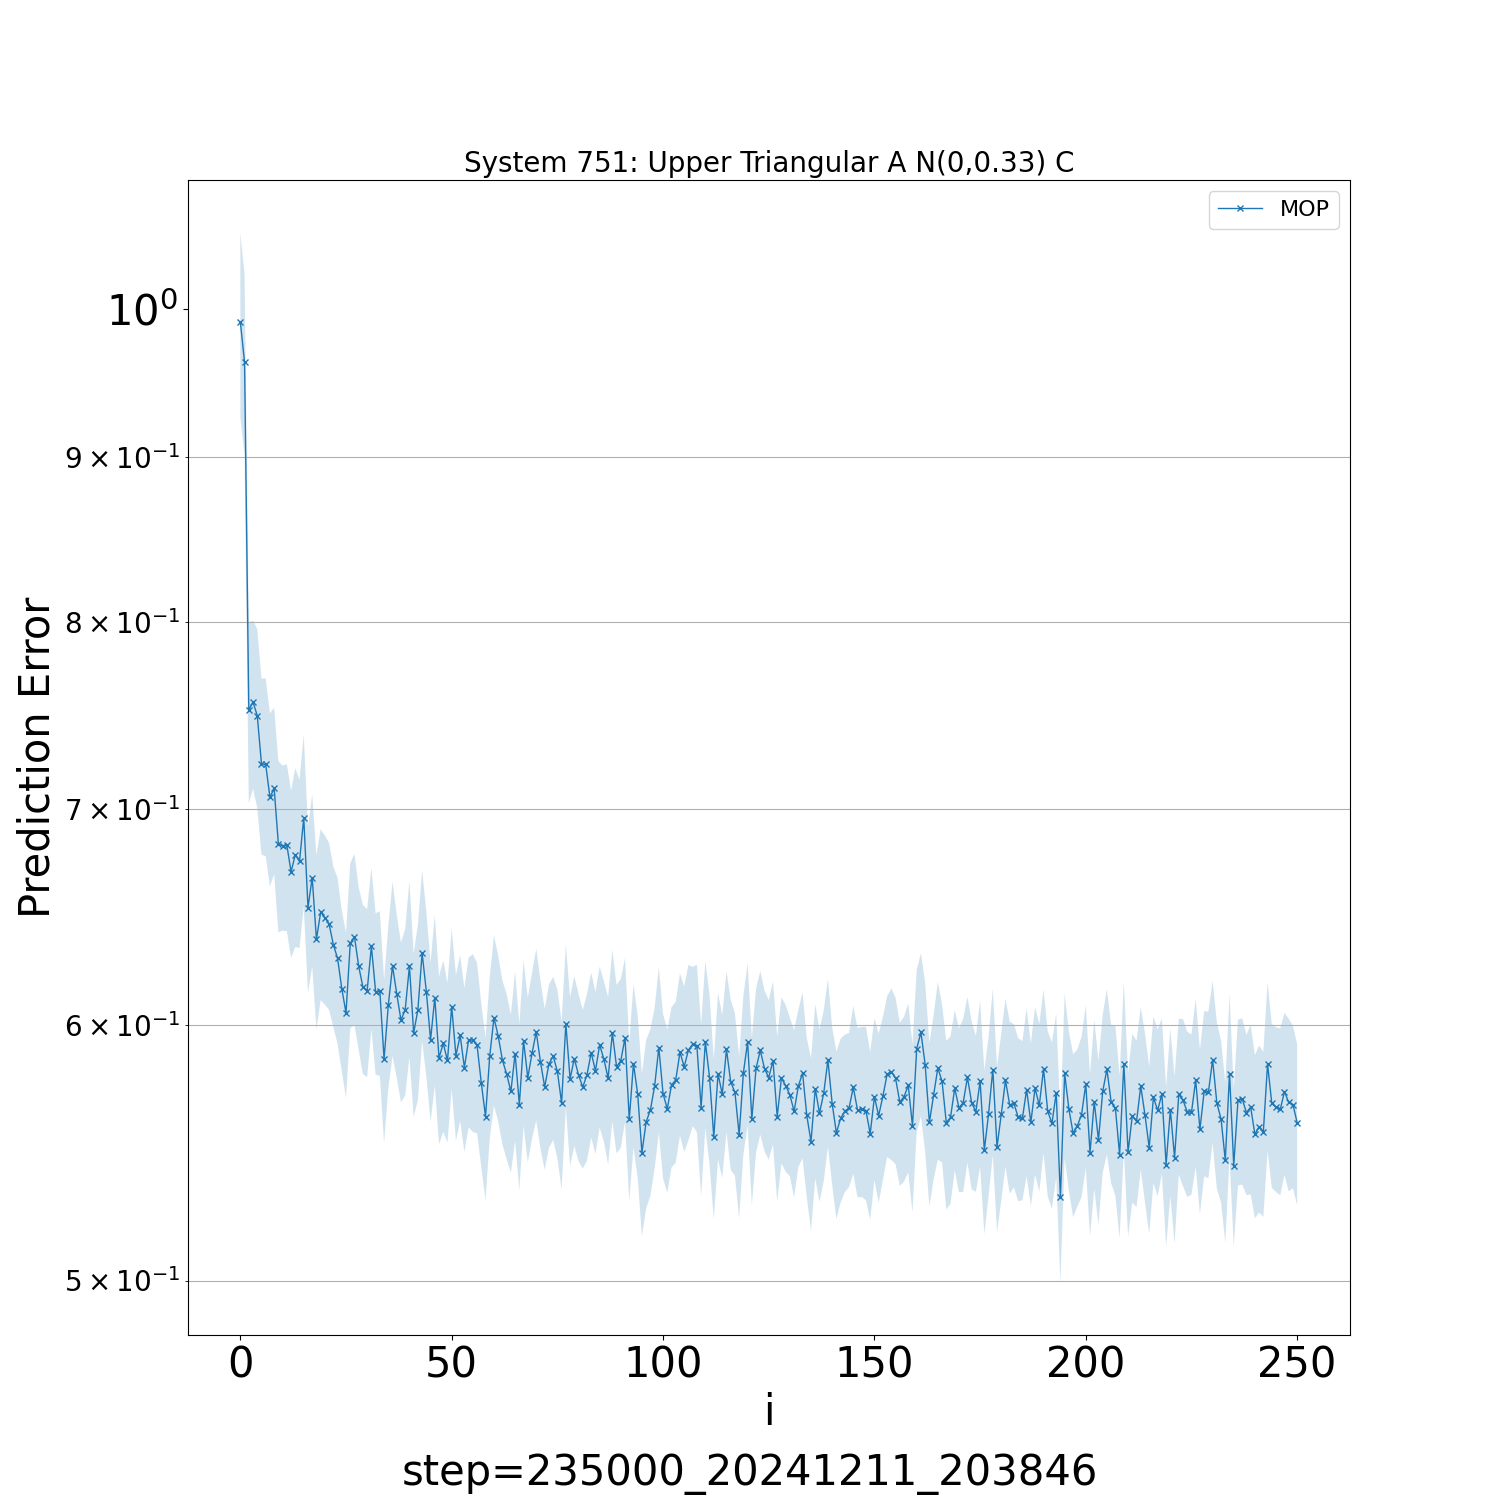 System 751: Upper Triangular A N(0,0.33) C
MOP
10⁰
9 × 10⁻¹
8 × 10⁻¹
7 × 10⁻¹
6 × 10⁻¹
5 × 10⁻¹
Prediction Error
0 50 100 150 200 250
i
step=235000_20241211_203846